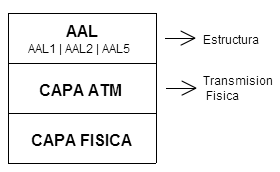 AAL
AAL1 | AAL2 | AAL5
Estructura
CAPA ATM
Transmision
Fisica
CAPA FISICA